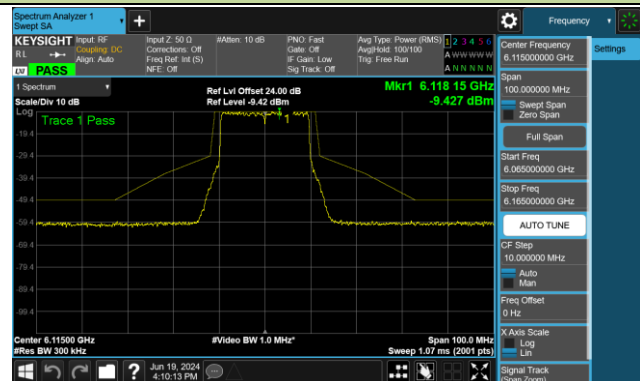 Spectrum Analyzer 1
Swept SA
Frequency
KEYSIGHT
RL
PASS
Input: RF
Coupling: DC
Align: Auto
Input Z: 50 Ω
Corrections: Off
Freq Ref: Int (S)
NFE: Off
#Atten: 10 dB
PNO: Fast
Gate: Off
IF Gain: Low
Sig Track: Off
Avg Type: Power (RMS)
Avg|Hold: 100/100
Trig: Free Run
1 2 3 4 5 6
A W W W W W
A N N N N N
1 Spectrum
Scale/Div 10 dB
Ref Lvl Offset 24.00 dB
Ref Level -9.42 dBm
Mkr1 6.118 15 GHz
-9.427 dBm
Log
Trace 1 Pass
1
-19.4
-29.4
-39.4
-49.4
-59.4
-69.4
-79.4
-89.4
-99.4
Center 6.11500 GHz
#Res BW 300 kHz
#Video BW 1.0 MHz*
Span 100.0 MHz
Sweep 1.07 ms (2001 pts)
Jun 19, 2024
4:10:13 PM
Center Frequency
6.115000000 GHz
Settings
Span
100.000000 MHz
Swept Span
Zero Span
Full Span
Start Freq
6.065000000 GHz
Stop Freq
6.165000000 GHz
AUTO TUNE
CF Step
10.000000 MHz
Auto
Man
Freq Offset
0 Hz
X Axis Scale
Log
Lin
Signal Track
(Span Zoom)